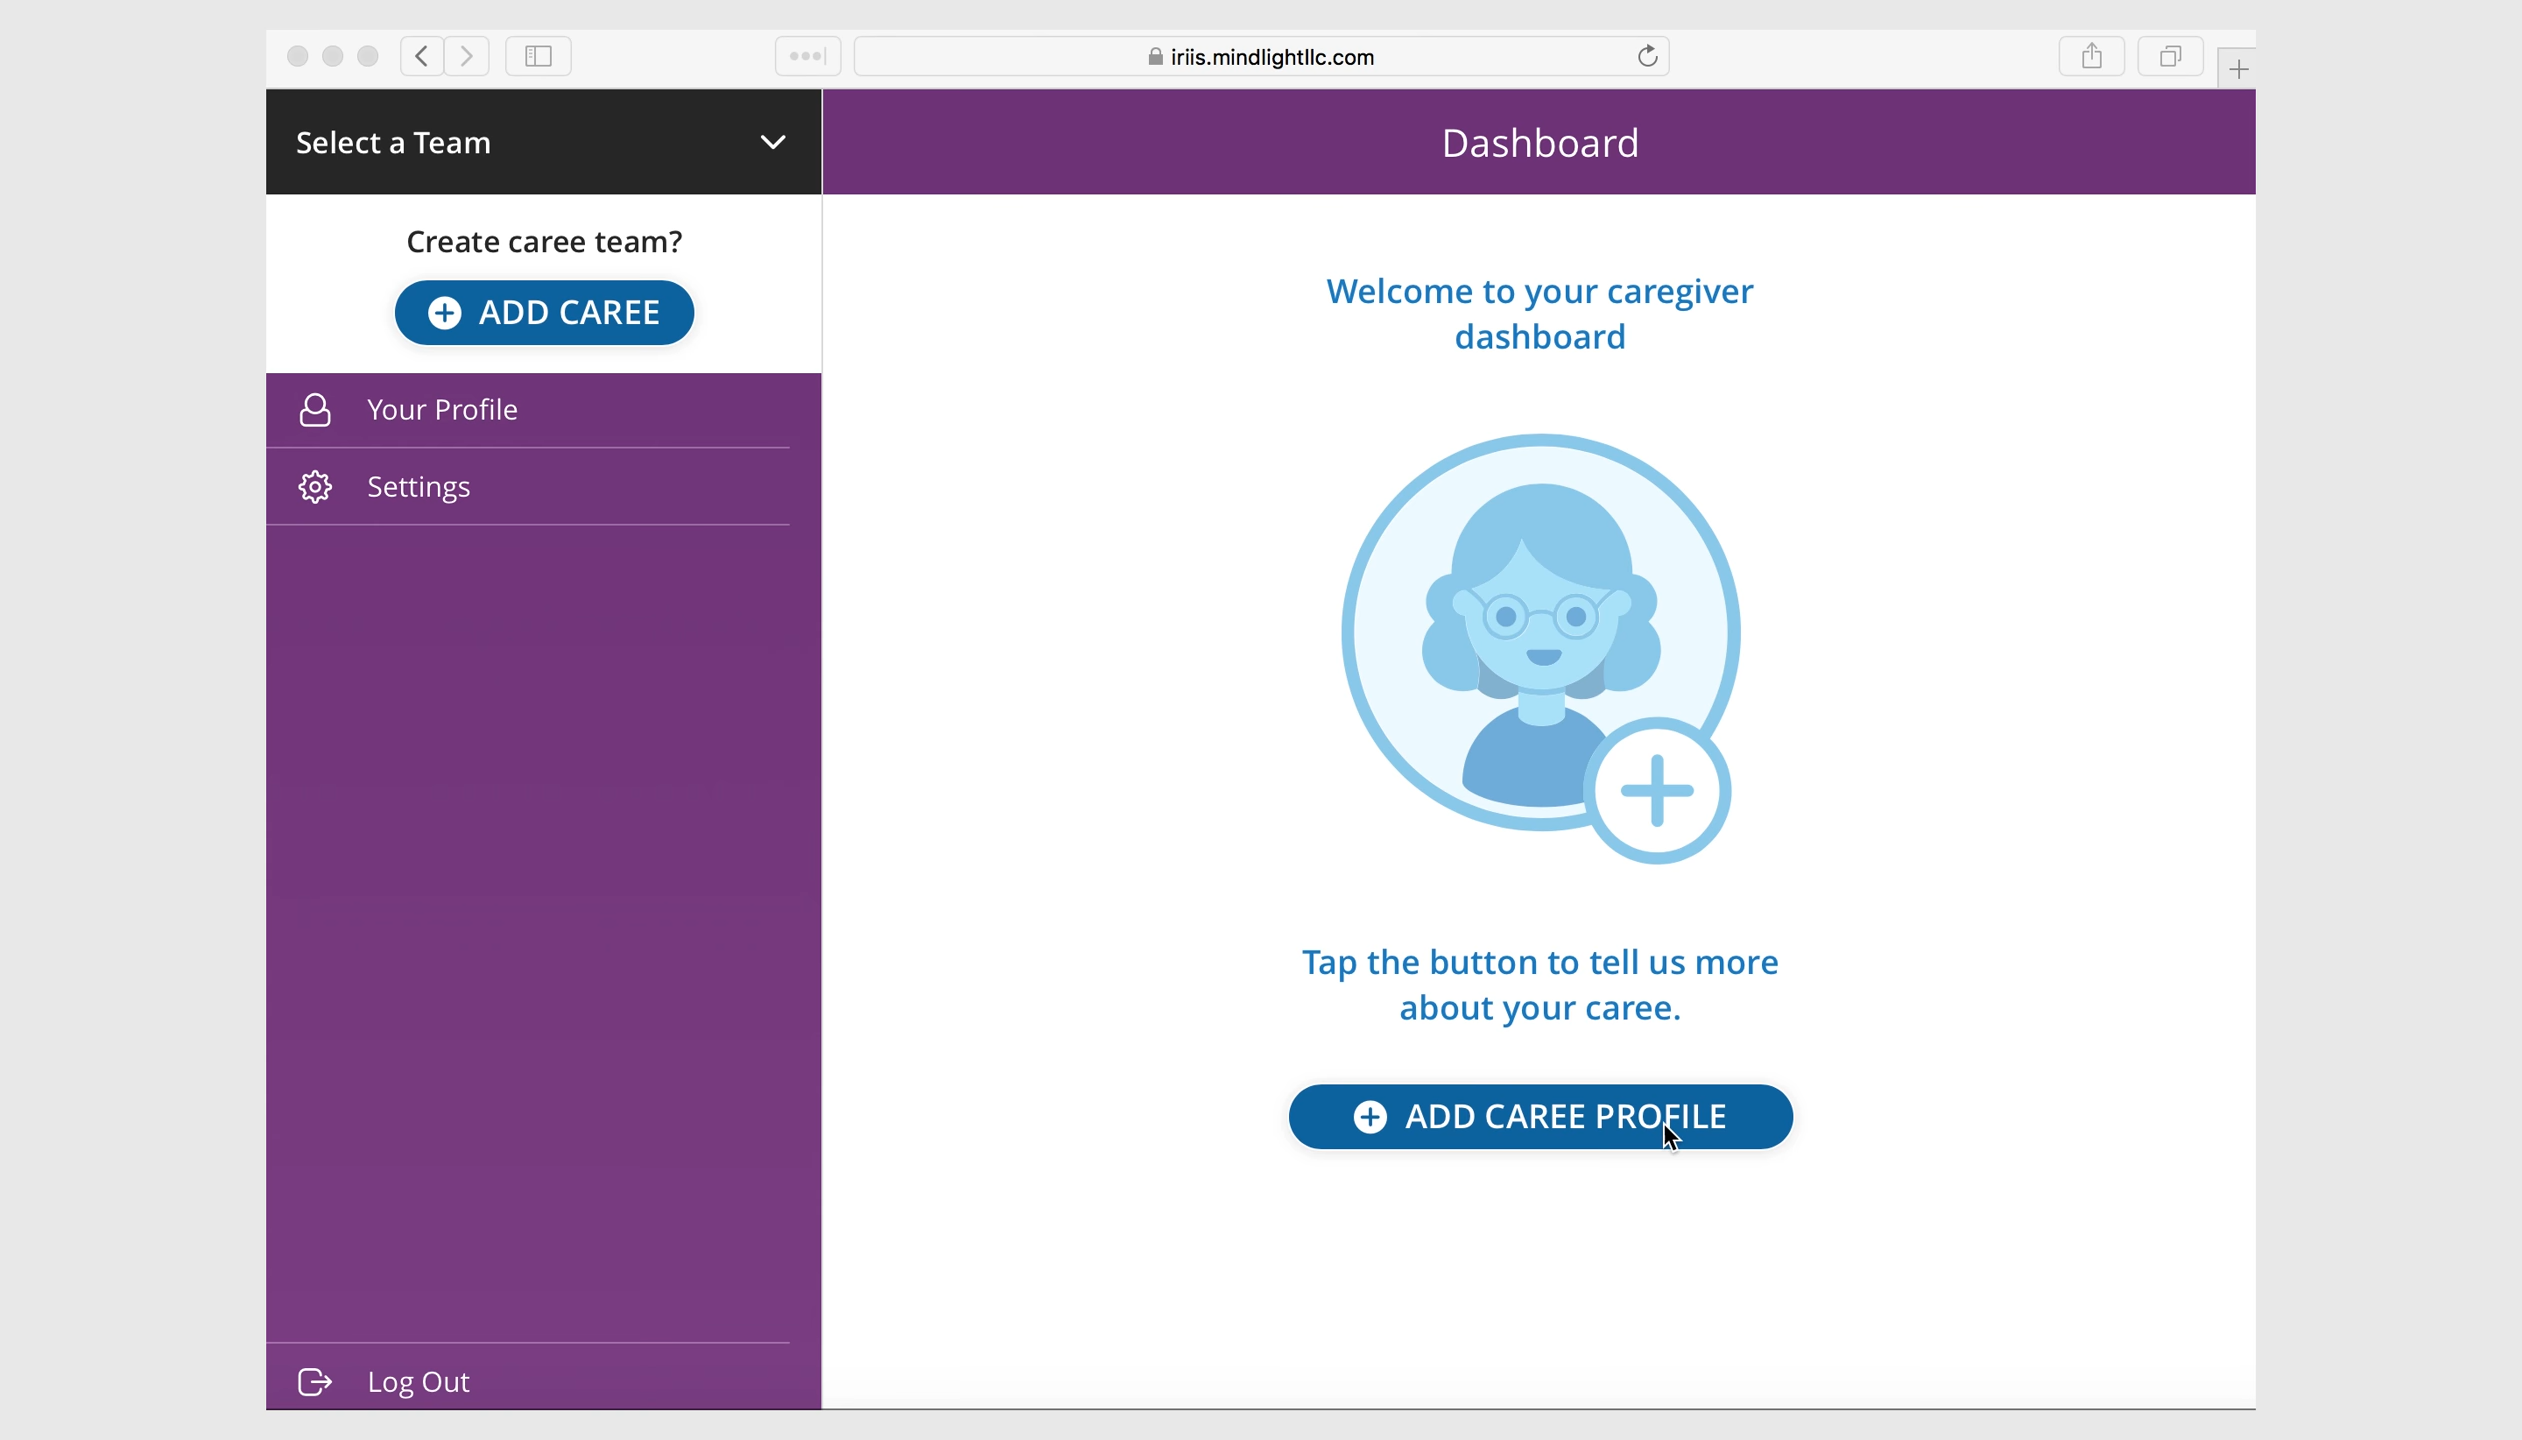 iriis.mindlightllc.com
Select a Team
Dashboard
Create caree team?
ADD CAREE
Your Profile
Settings
Log Out
Welcome to your caregiver
dashboard
Tap the button to tell us more
about your caree.
ADD CAREE PROFILE